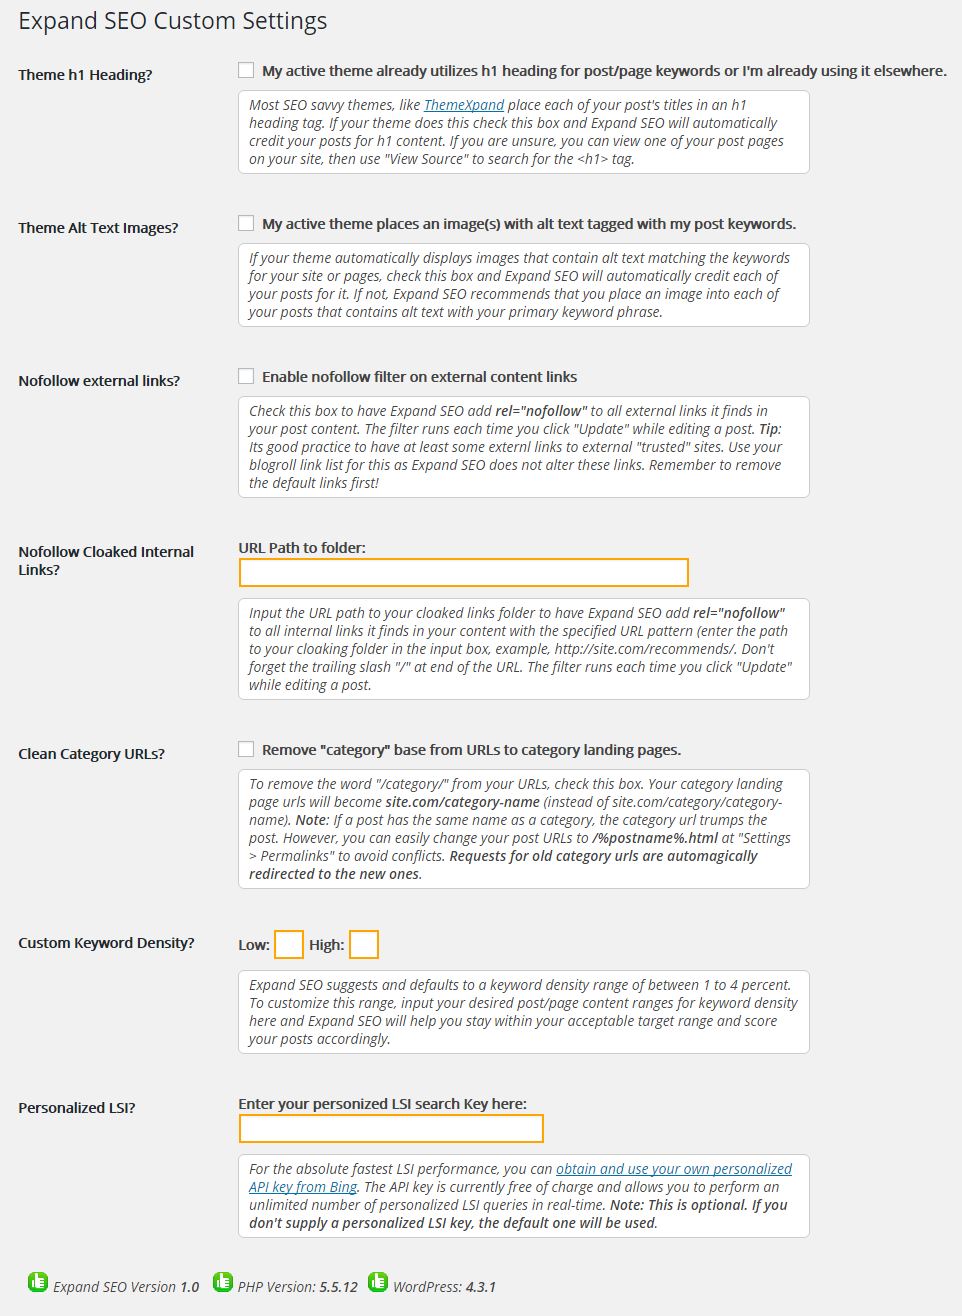 Expand SEO Custom Settings
Theme h1 Heading?
My active theme already utilizes h1 heading for post/page keywords or I'm already using it elsewhere.
Most SEO savvy themes, like ThemeXpand place each of your post's titles in an h1
heading tag. If your theme does this check this box and Expand SEO will automatically
credit your posts for h1 content. If you are unsure, you can view one of your post pages
on your site, then use "View Source" to search for the <h1> tag.
Theme Alt Text Images?
My active theme places an image(s) with alt text tagged with my post keywords.
If your theme automatically displays images that contain alt text matching the keywords
for your site or pages, check this box and Expand SEO will automatically credit each of
your posts for it. If not, Expand SEO recommends that you place an image into each of
your posts that contains alt text with your primary keyword phrase.
Nofollow external links?
Enable nofollow filter on external content links
Check this box to have Expand SEO add rel="nofollow" to all external links it finds in
your post content. The filter runs each time you click "Update" while editing a post. Tip:
Its good practice to have at least some externl links to external "trusted" sites. Use your
blogroll link list for this as Expand SEO does not alter these links. Remember to remove
the default links first!
Nofollow Cloaked Internal
Links?
URL Path to folder:
Input the URL path to your cloaked links folder to have Expand SEO add rel="nofollow"
to all internal links it finds in your content with the specified URL pattern (enter the path
to your cloaking folder in the input box, example, http://site.com/recommends/. Don't
forget the trailing slash "/" at end of the URL. The filter runs each time you click "Update"
while editing a post.
Clean Category URLs?
Remove "category" base from URLs to category landing pages.
To remove the word "/category/" from your URLs, check this box. Your category landing
page urls will become site.com/category-name (instead of site.com/category/category-
name). Note: If a post has the same name as a category, the category url trumps the
post. However, you can easily change your post URLs to /%postname%.html at "Settings
> Permalinks" to avoid conflicts. Requests for old category urls are automagically
redirected to the new ones.
Custom Keyword Density?
Low: High:
Expand SEO suggests and defaults to a keyword density range of between 1 to 4 percent.
To customize this range, input your desired post/page content ranges for keyword density
here and Expand SEO will help you stay within your acceptable target range and score
your posts accordingly.
Personalized LSI?
Enter your personized LSI search Key here:
For the absolute fastest LSI performance, you can obtain and use your own personalized
API key from Bing. The API key is currently free of charge and allows you to perform an
unlimited number of personalized LSI queries in real-time. Note: This is optional. If you
don't supply a personalized LSI key, the default one will be used.
Expand SEO Version 1.0 PHP Version: 5.5.12 WordPress: 4.3.1